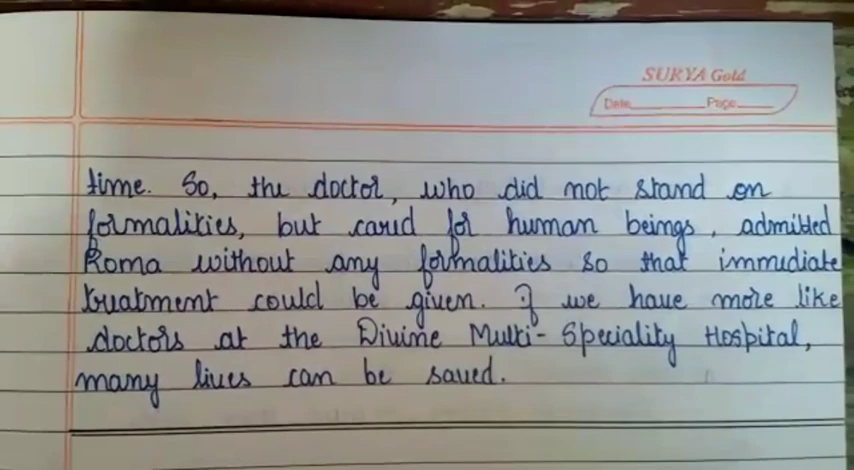 SURYA Gold
Date Page
time. So, the doctor, who did not stand on
formalities, but cared for human beings, admitted
Roma without any formalities so that immediate
treatment could be given. If we have more like
doctors at the Divine Multi-Speciality Hospital,
many lives can be saved.